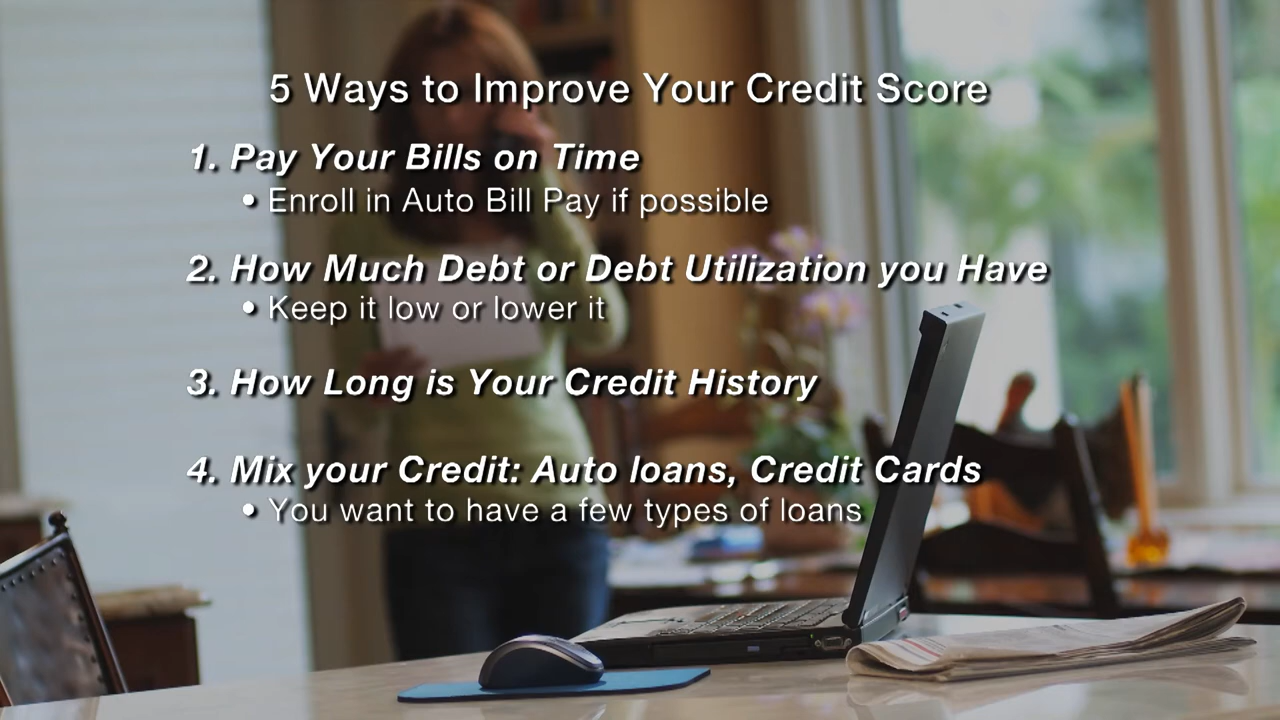 5 Ways to Improve Your Credit Score
1. Pay Your Bills on Time
• Enroll in Auto Bill Pay if possible
2. How Much Debt or Debt Utilization you Have
• Keep it low or lower it
3. How Long is Your Credit History
4. Mix your Credit: Auto loans, Credit Cards
• You want to have a few types of loans